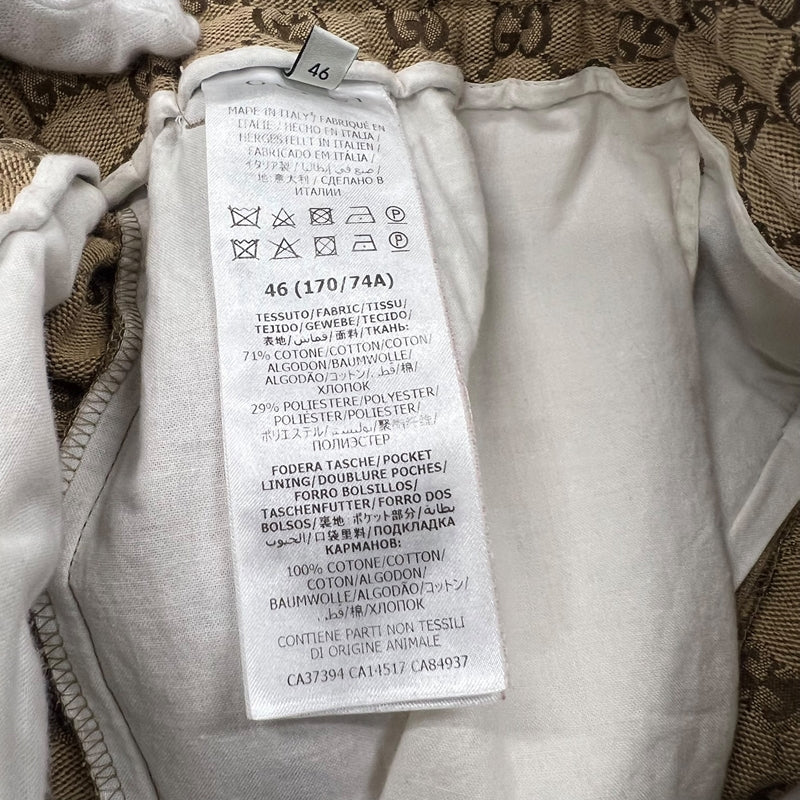 46
MADE IN ITALY/FABRIQUÉ EN
ITALIE/HECHO EN ITALIA/
HERGESTELLT IN ITALIEN/
FABRICADO EM ITÁLIA/
イタリア製/صنع في إيطاليا/
地:意大利/СДЕЛАНО В
ИТАЛИИ
46 (170/74A)
TESSUTO/FABRIC/TISSU/
TEJIDO/GEWEBE/TECIDO/
表地/قماش/面料/ТКАНЬ:
71% COTONE/COTTON/COTON/
ALGODON/BAUMWOLLE/
ALGODÃO/コットン/قطن/棉/
ХЛОПОК
29% POLIESTERE/POLYESTER/
POLIÉSTER/POLIESTER/
ポリエステル/بوليستر/聚酯纤维/
ПОЛИЭСТЕР
FODERA TASCHE/POCKET
LINING/DOUBLURE POCHES/
FORRO BOLSILLOS/
TASCHENFUTTER/FORRO DOS
BOLSOS/裏地:ポケット部分/بطانة
الجيوب/口袋里料/ПОДКЛАДКА
КАРМАНОВ:
100% COTONE/COTTON/
COTON/ALGODON/
BAUMWOLLE/ALGODÃO/コットン/
قطن/棉/ХЛОПОК
CONTIENE PARTI NON TESSILI
DI ORIGINE ANIMALE
CA37394 CA14517 CA84937